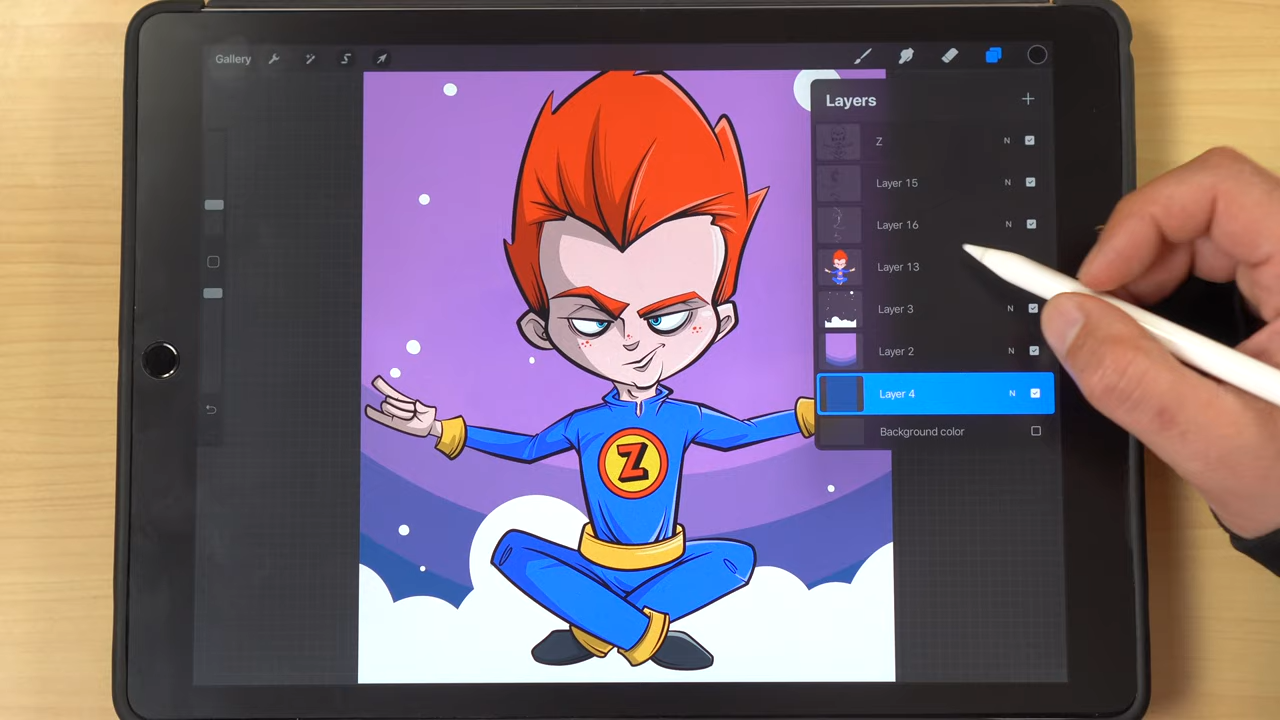 Gallery
Layers
Z N
Layer 15 N
Layer 16 N
Layer 13
Layer 3 N
Layer 2 N
Layer 4 N
Background color
Z